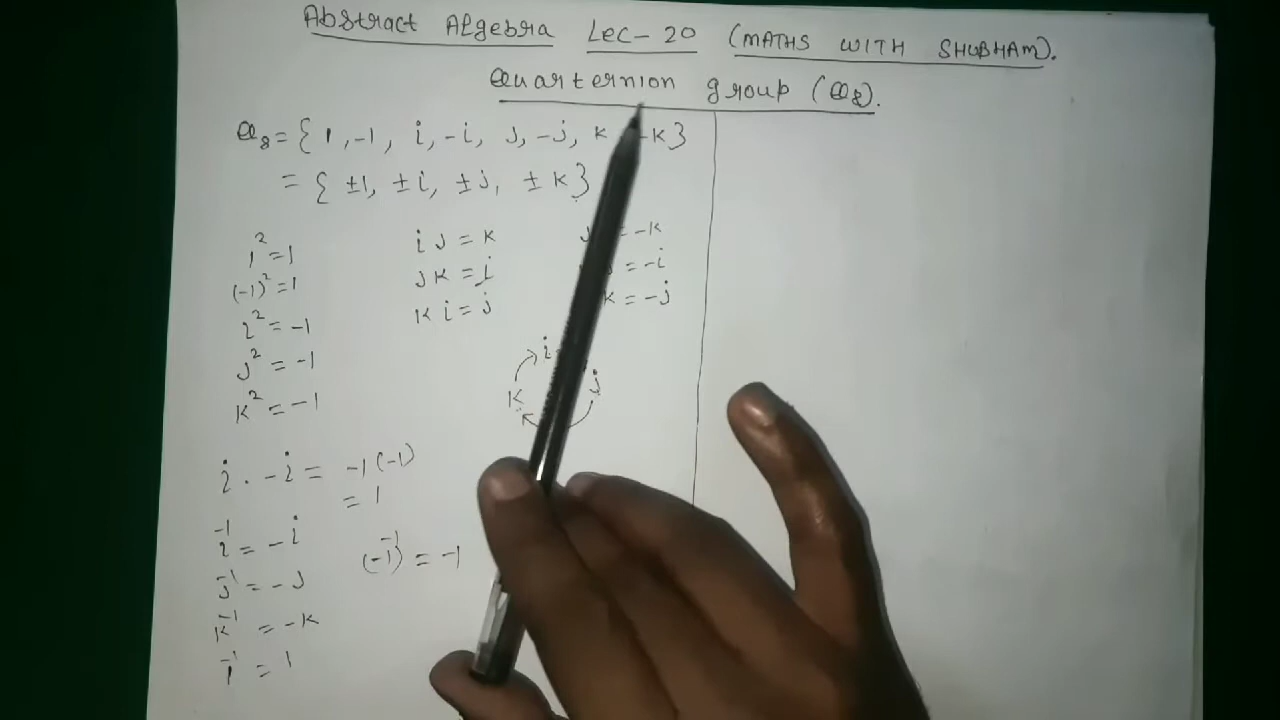 Abstract Algebra Lec-20 (MATHS WITH SHUBHAM).
Quarternion group (Q8).
Q8 = { 1, -1, i, -i, j, -j, k, -k }
= { ±1, ±i, ±j, ±k }
1² = 1
(-1)² = 1
i² = -1
j² = -1
k² = -1
ij = k
jk = i
ki = j
= -k
= -i
k = -j
i
k j
i · -i = -1(-1)
= 1
i⁻¹ = -i
j⁻¹ = -j
k⁻¹ = -k
1⁻¹ = 1
(-1)⁻¹ = -1